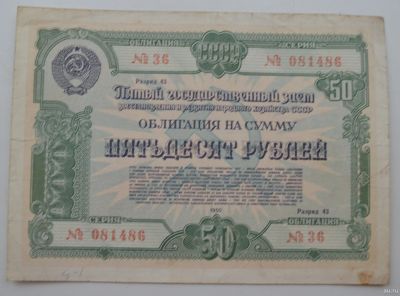 ОБЛИГАЦИЯ СССР СЕРИЯ
№ 36 № 081486
Разряд 43
50
Пятый государственный заем
восстановления и развития народного хозяйства СССР
ОБЛИГАЦИЯ НА СУММУ
ПЯТЬДЕСЯТ РУБЛЕЙ
1950 Разряд 43
СЕРИЯ ОБЛИГАЦИЯ
№ 081486 50 № 36